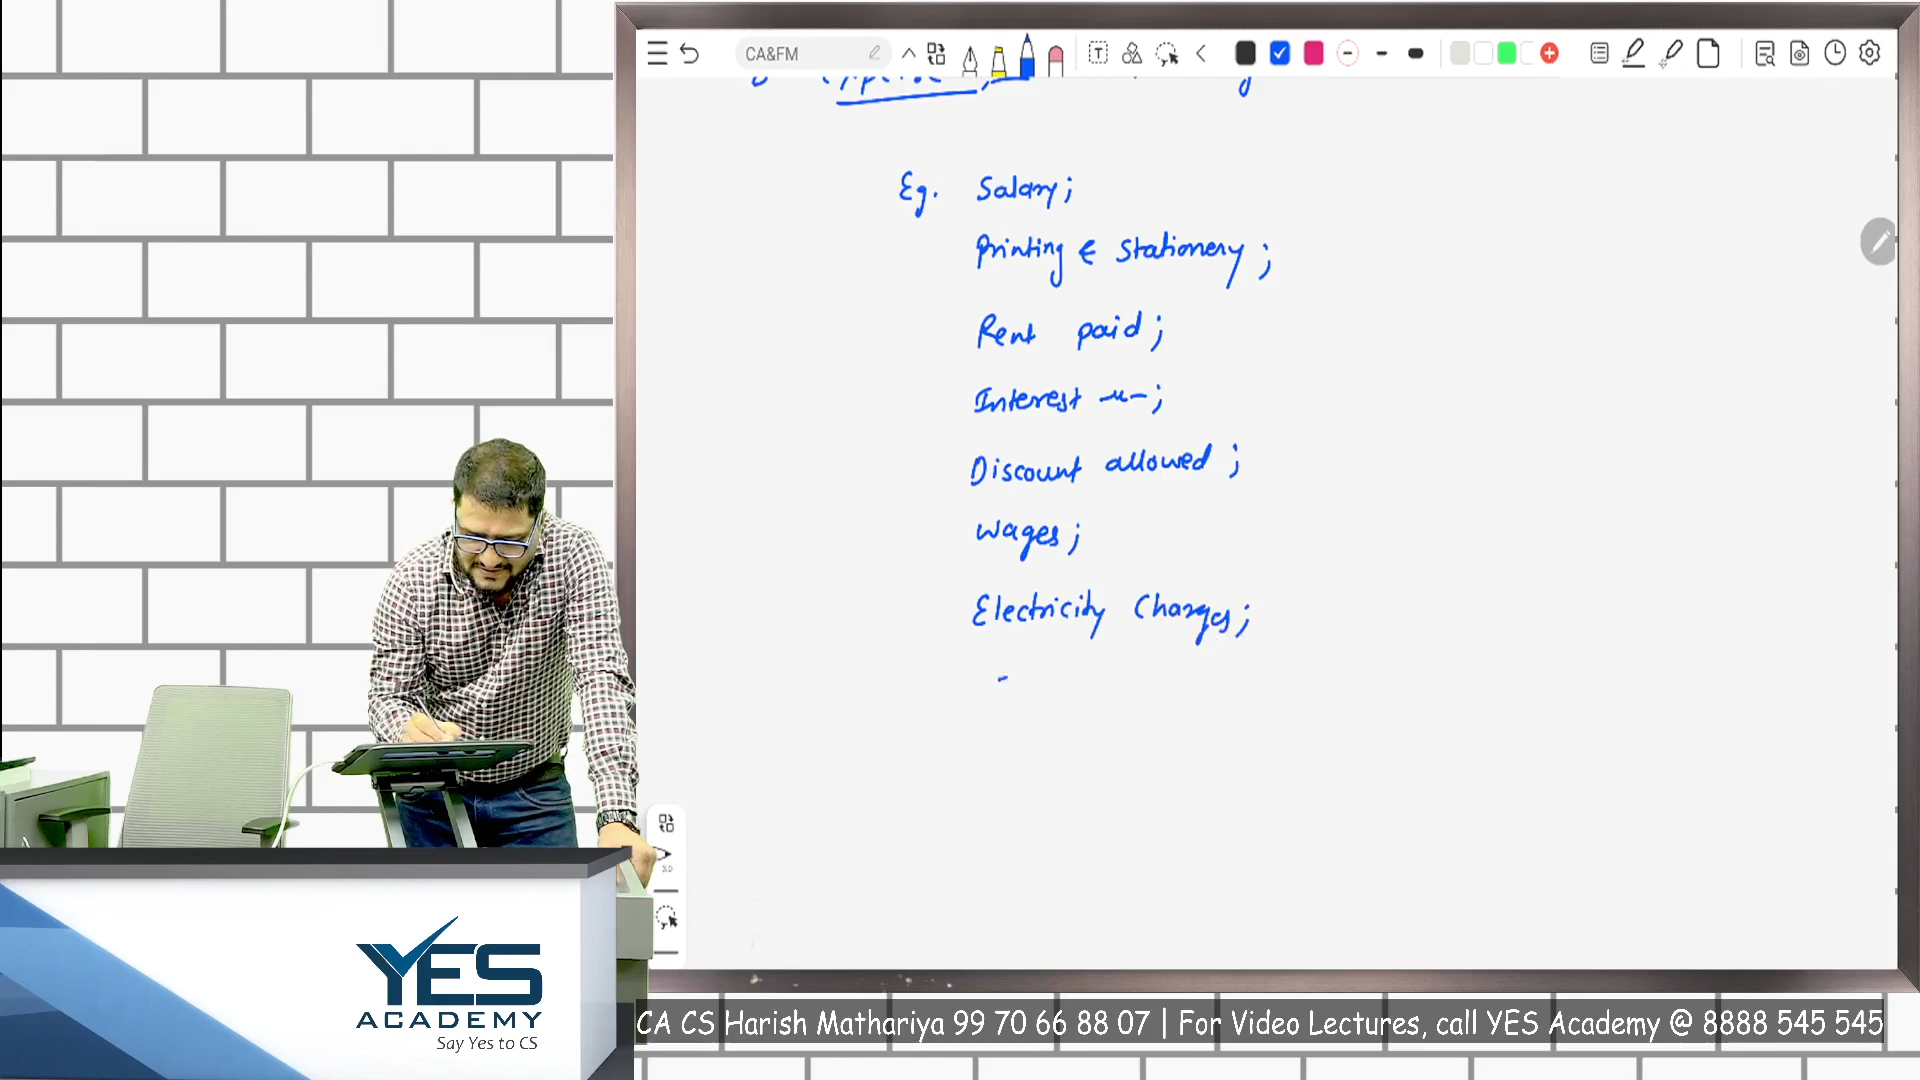 CA&FM
Eg. Salary;
Printing & Stationery;
Rent paid;
Interest -"-;
Discount allowed;
Wages;
Electricity Charges;
YES
ACADEMY
Say Yes to CS
CA CS Harish Mathariya 99 70 66 88 07 | For Video Lectures, call YES Academy @ 8888 545 545